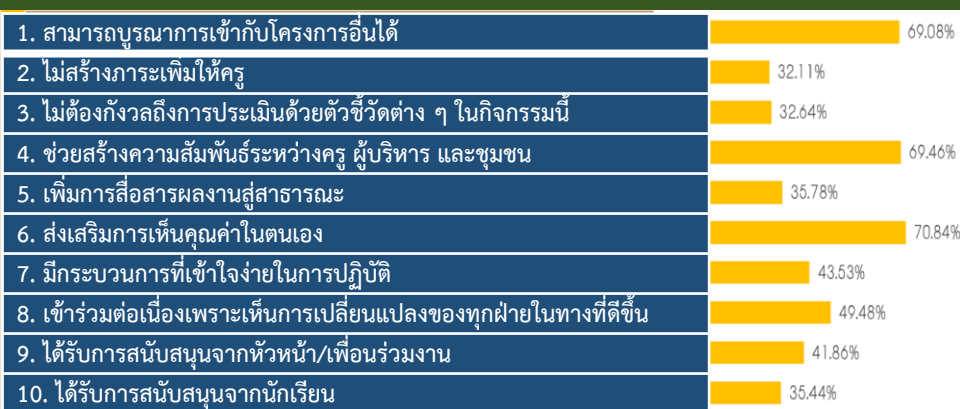 1. สามารถบูรณาการเข้ากับโครงการอื่นได้ 69.08%
2. ไม่สร้างภาระเพิ่มให้ครู 32.11%
3. ไม่ต้องกังวลถึงการประเมินด้วยตัวชี้วัดต่าง ๆ ในกิจกรรมนี้ 32.64%
4. ช่วยสร้างความสัมพันธ์ระหว่างครู ผู้บริหาร และชุมชน 69.46%
5. เพิ่มการสื่อสารผลงานสู่สาธารณะ 35.78%
6. ส่งเสริมการเห็นคุณค่าในตนเอง 70.84%
7. มีกระบวนการที่เข้าใจง่ายในการปฏิบัติ 43.53%
8. เข้าร่วมต่อเนื่องเพราะเห็นการเปลี่ยนแปลงของทุกฝ่ายในทางที่ดีขึ้น 49.48%
9. ได้รับการสนับสนุนจากหัวหน้า/เพื่อนร่วมงาน 41.86%
10. ได้รับการสนับสนุนจากนักเรียน 35.44%